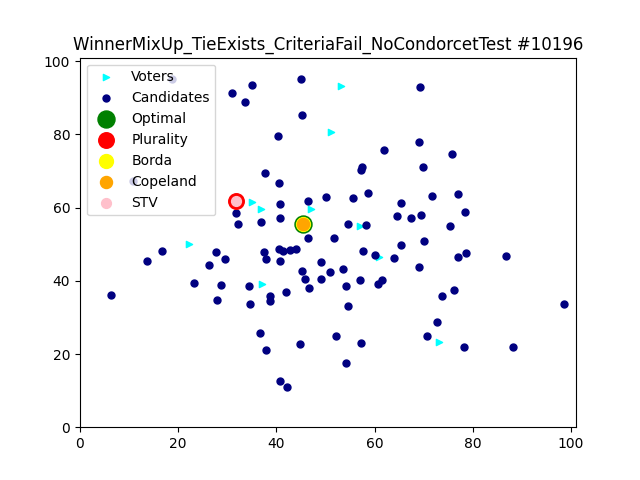 WinnerMixUp_TieExists_CriteriaFail_NoCondorcetTest #10196
Voters
Candidates
Optimal
Plurality
Borda
Copeland
STV
100
80
60
40
20
0
0 20 40 60 80 100